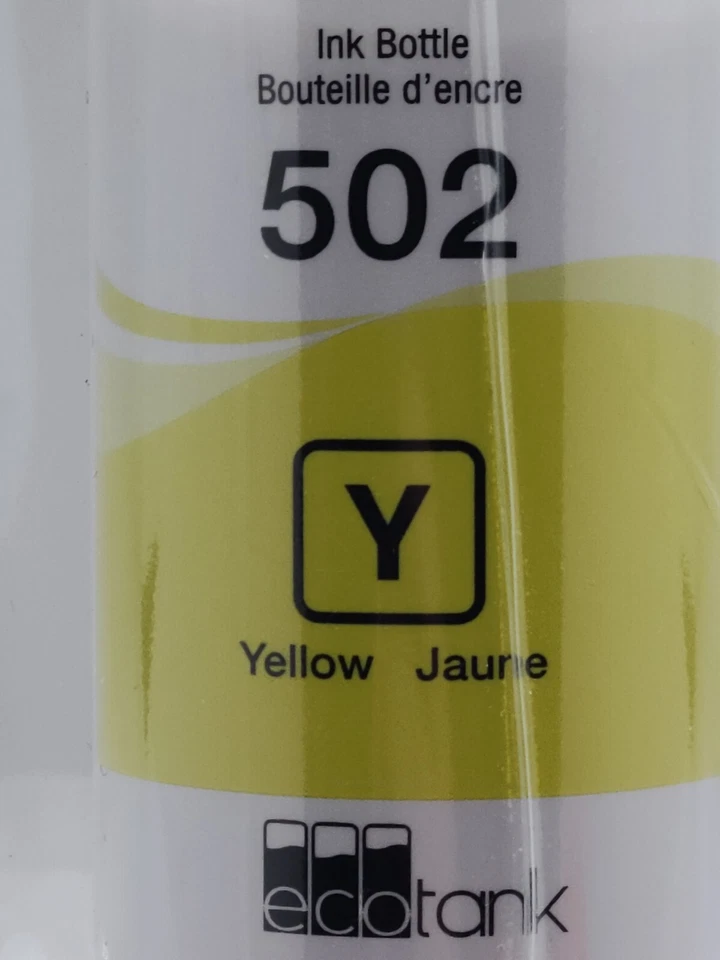 Ink Bottle
Bouteille d'encre
502
Y
Yellow Jaune
ecotank